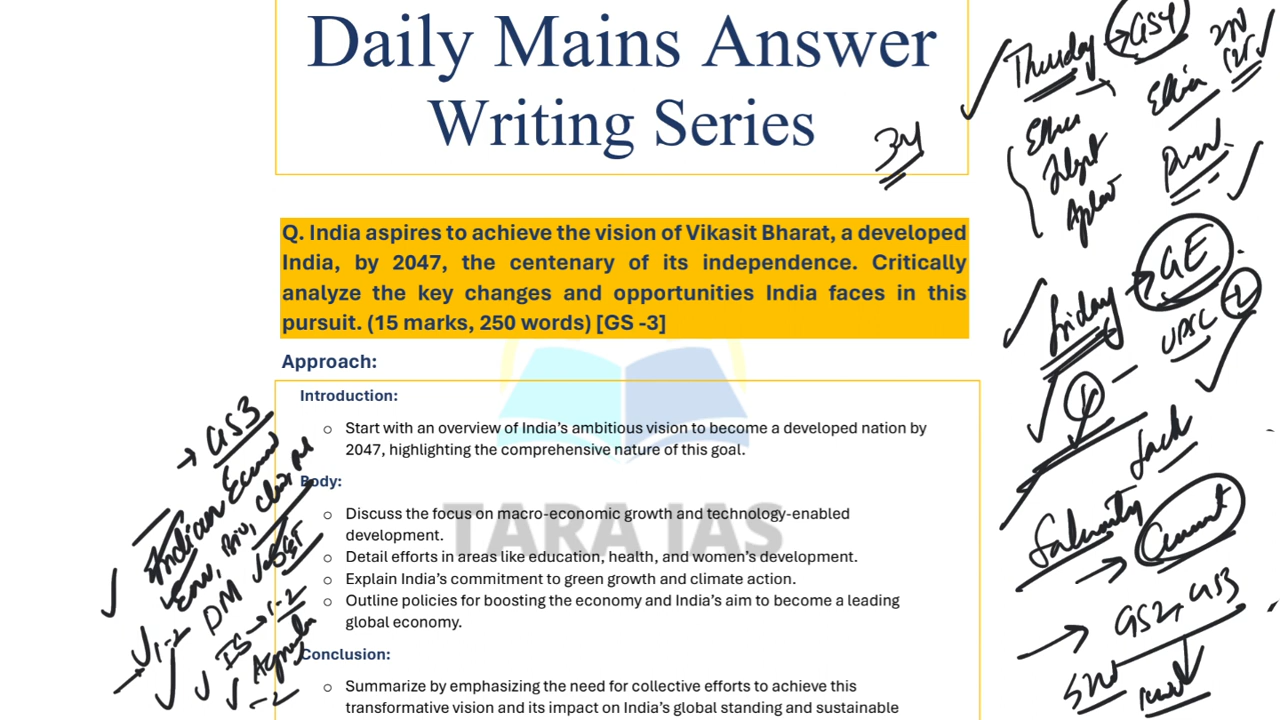 Daily Mains Answer
Writing Series
34
Q. India aspires to achieve the vision of Vikasit Bharat, a developed
India, by 2047, the centenary of its independence. Critically
analyze the key changes and opportunities India faces in this
pursuit. (15 marks, 250 words) [GS -3]
Approach:
Introduction:
o Start with an overview of India's ambitious vision to become a developed nation by
2047, highlighting the comprehensive nature of this goal.
Body:
o Discuss the focus on macro-economic growth and technology-enabled
development.
o Detail efforts in areas like education, health, and women's development.
o Explain India's commitment to green growth and climate action.
o Outline policies for boosting the economy and India's aim to become a leading
global economy.
Conclusion:
o Summarize by emphasizing the need for collective efforts to achieve this
transformative vision and its impact on India's global standing and sustainable
TARA IAS
Thursday → GS4
Friday → GE
UPSC
GS2, GS3
→ GS3
Indian
DM
IS → 1-2